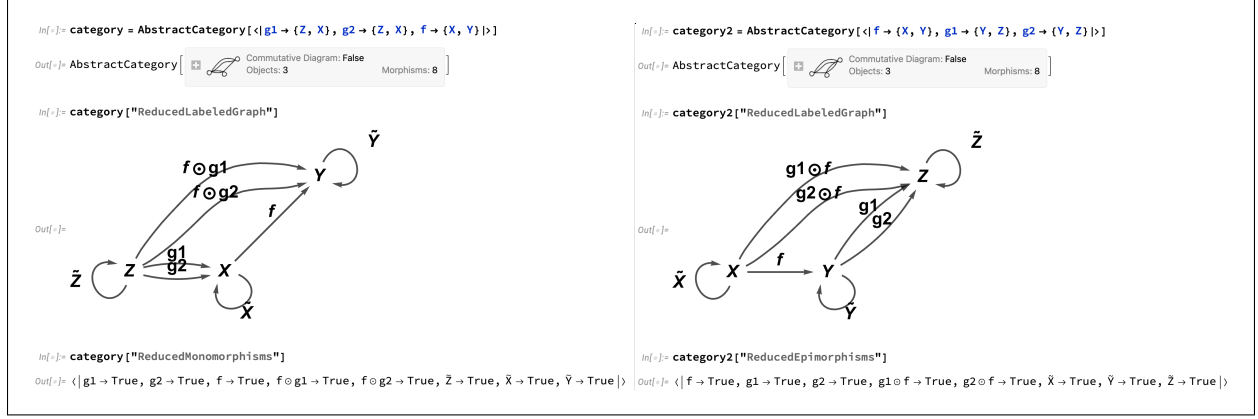 In[◦]:= category = AbstractCategory[<|g1 → {Z, X}, g2 → {Z, X}, f → {X, Y}|>]
Out[◦]= AbstractCategory[ Commutative Diagram: False
Objects: 3 Morphisms: 8 ]
In[◦]:= category["ReducedLabeledGraph"]
Ỹ
f⊙g1
Y
f⊙g2
f
Out[◦]=
g1
Z̃ Z g2 X
X̃
In[◦]:= category["ReducedMonomorphisms"]
Out[◦]= <|g1 → True, g2 → True, f → True, f⊙g1 → True, f⊙g2 → True, Z̃ → True, X̃ → True, Ỹ → True|>
In[◦]:= category2 = AbstractCategory[<|f → {X, Y}, g1 → {Y, Z}, g2 → {Y, Z}|>]
Out[◦]= AbstractCategory[ Commutative Diagram: False
Objects: 3 Morphisms: 8 ]
In[◦]:= category2["ReducedLabeledGraph"]
Z̃
g1⊙f
Z
g2⊙f
g1
g2
Out[◦]=
f
X̃ X Y
Ỹ
In[◦]:= category2["ReducedEpimorphisms"]
Out[◦]= <|f → True, g1 → True, g2 → True, g1⊙f → True, g2⊙f → True, X̃ → True, Ỹ → True, Z̃ → True|>